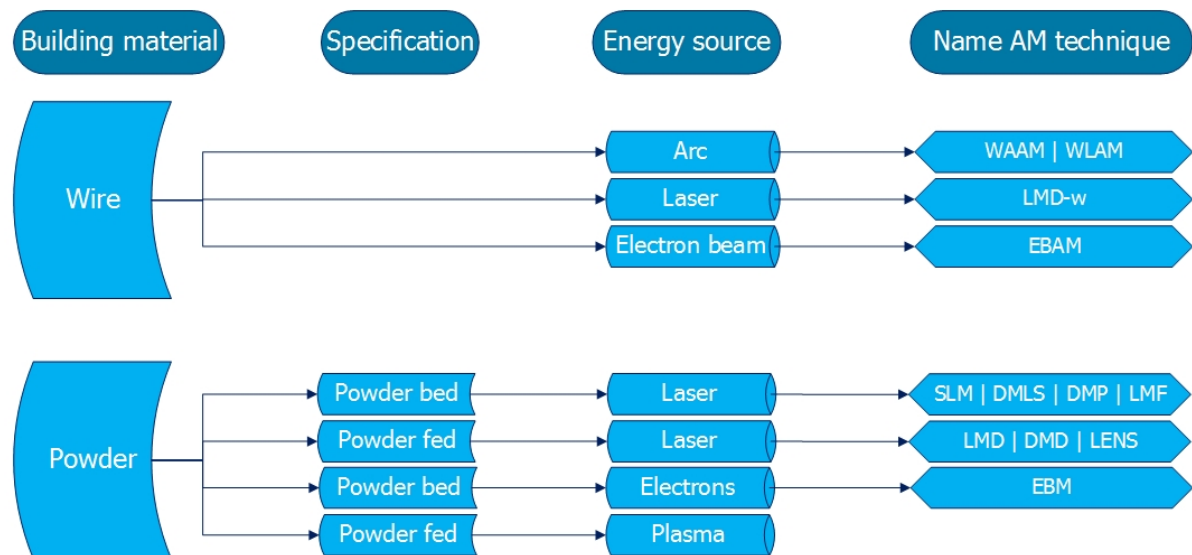 Building material
Specification
Energy source
Name AM technique
Wire
Arc
WAAM | WLAM
Laser
LMD-w
Electron beam
EBAM
Powder
Powder bed
Laser
SLM | DMLS | DMP | LMF
Powder fed
Laser
LMD | DMD | LENS
Powder bed
Electrons
EBM
Powder fed
Plasma